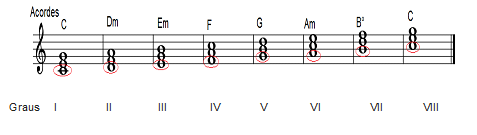 Acordes
C Dm Em F G Am B° C
Graus I II III IV V VI VII VIII